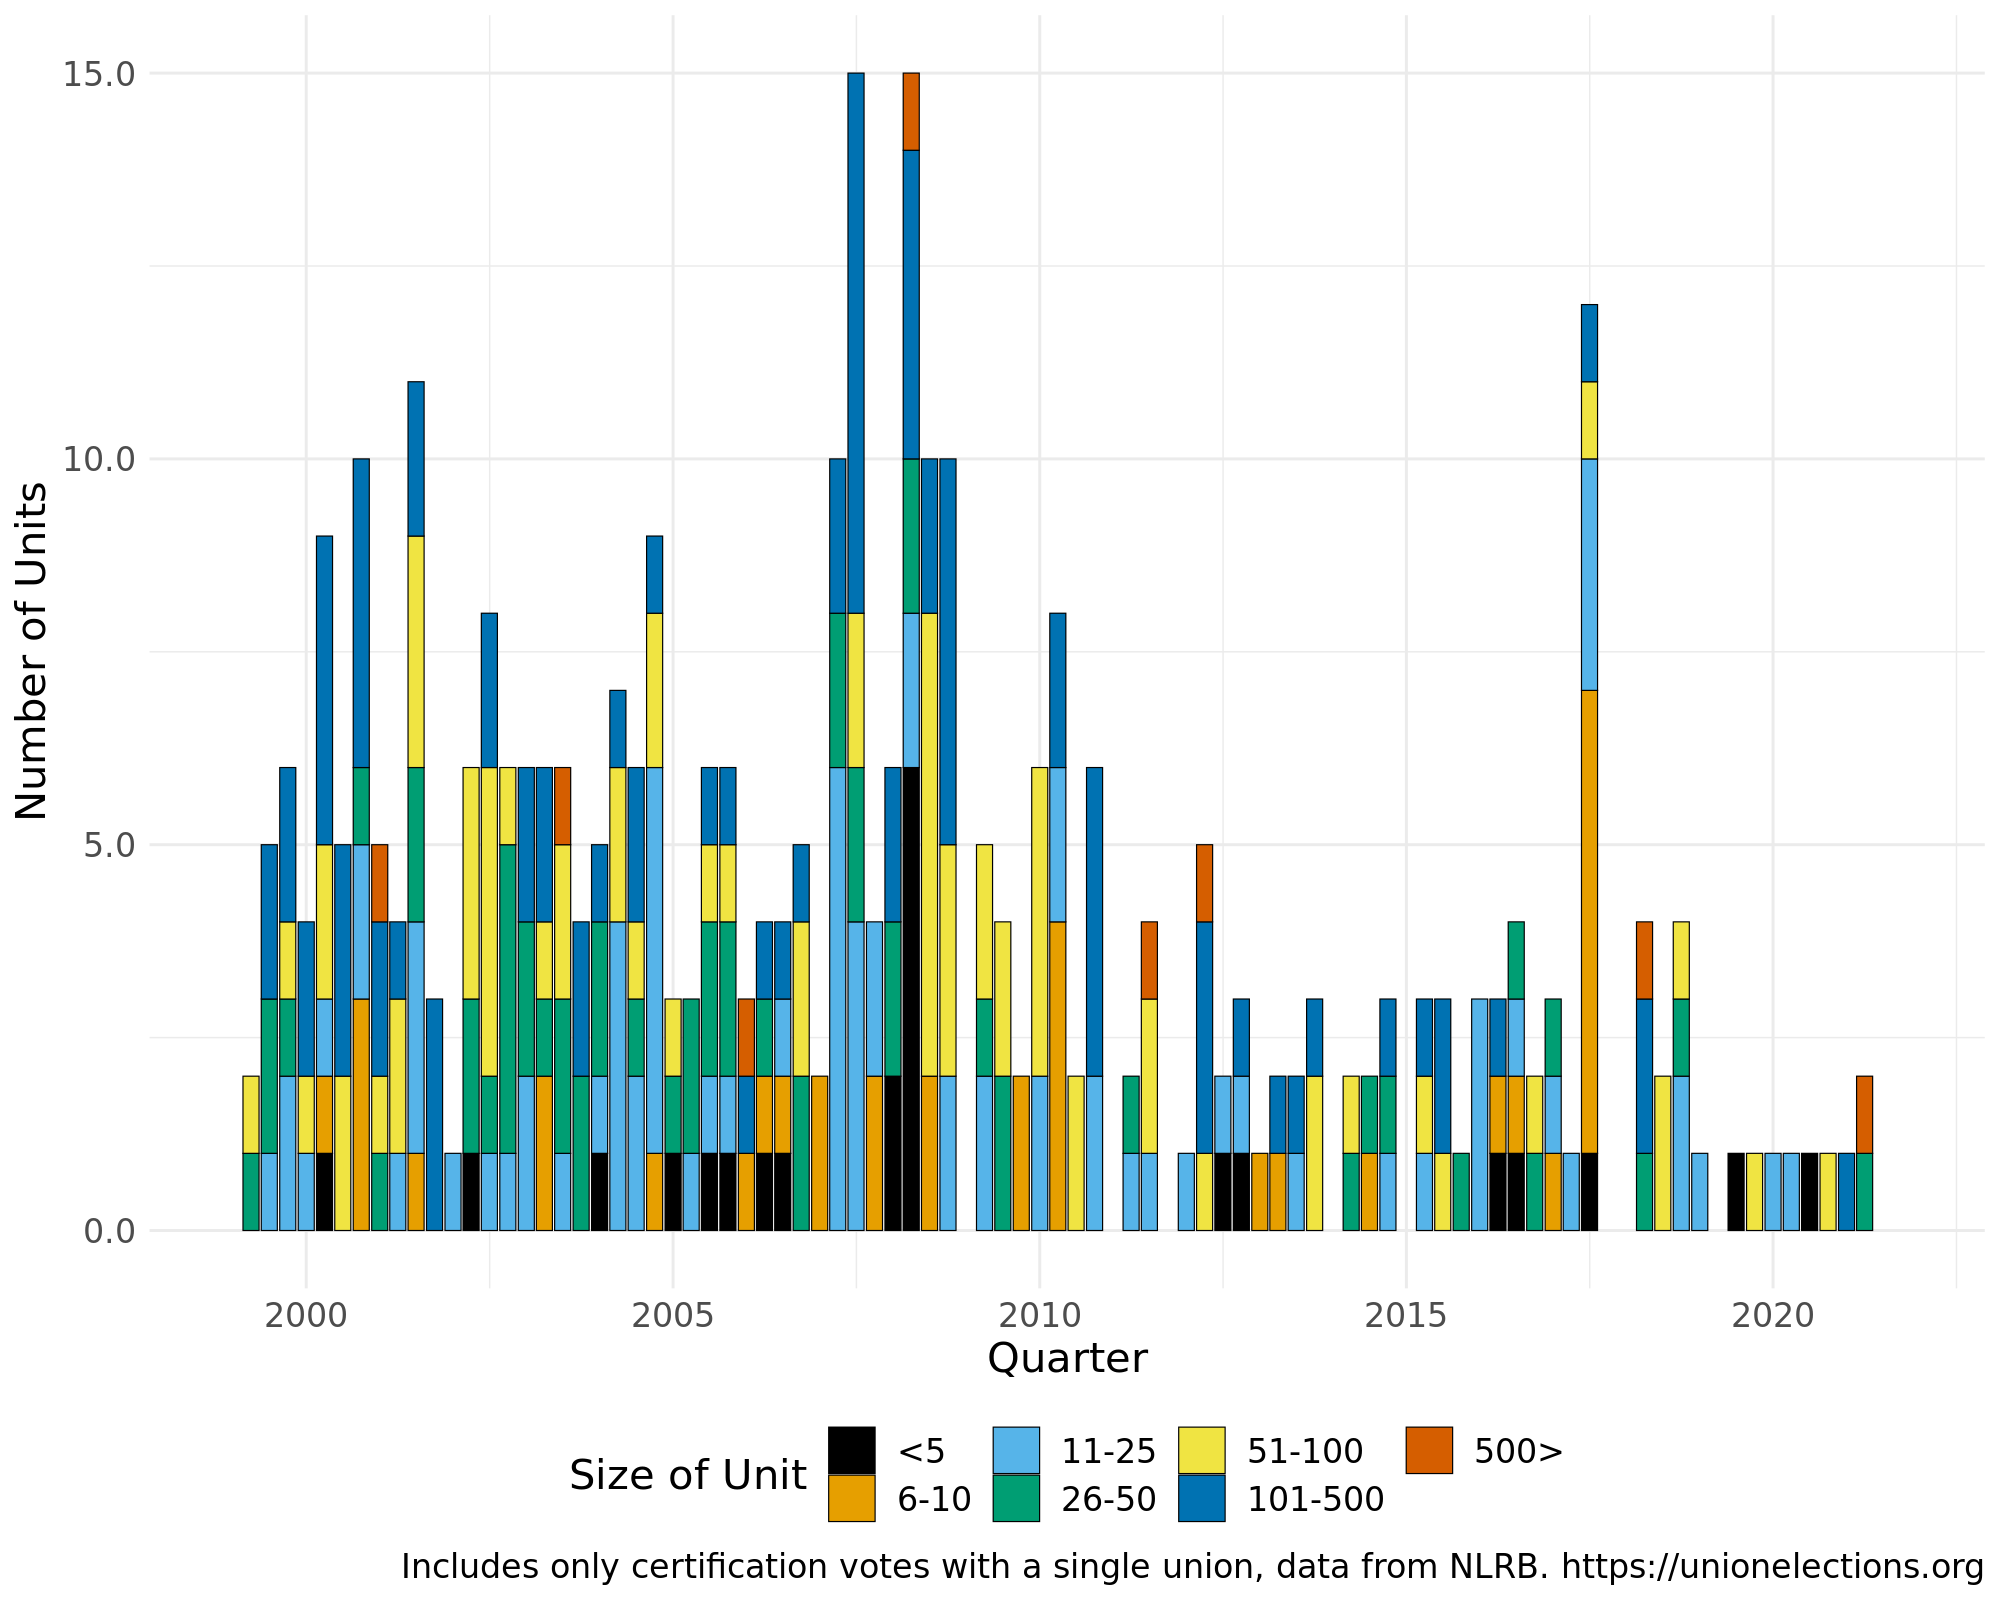 15.0
10.0
5.0
0.0
Number of Units
2000 2005 2010 2015 2020
Quarter
Size of Unit
<5 11-25 51-100 500>
6-10 26-50 101-500
Includes only certification votes with a single union, data from NLRB. https://unionelections.org